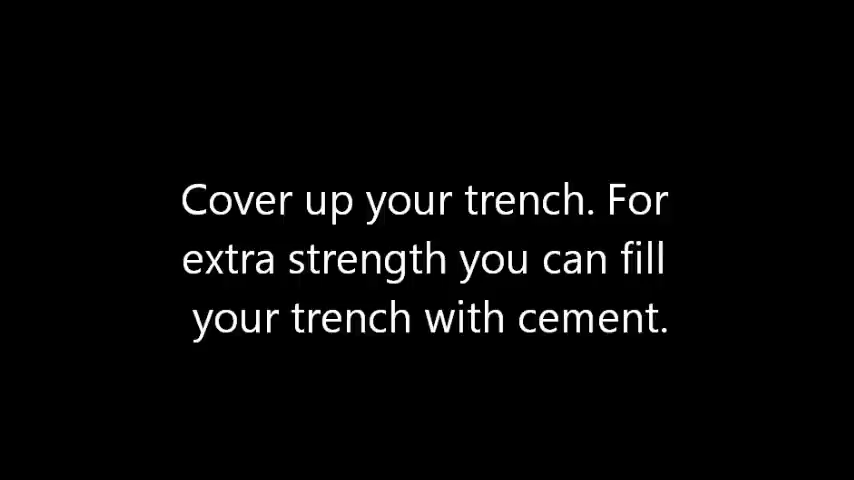 Cover up your trench. For
extra strength you can fill
your trench with cement.